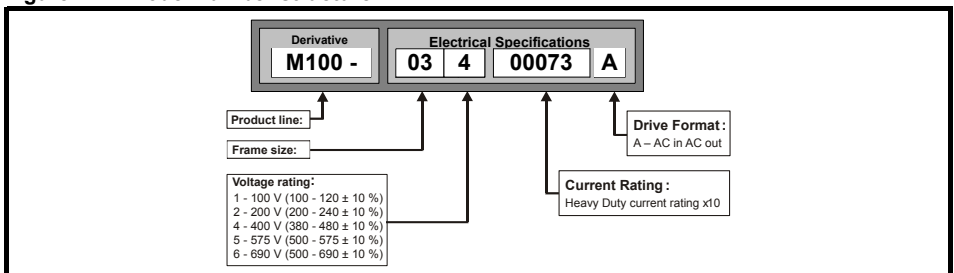 Derivative
Electrical Specifications
M100 -
03 4 00073 A
Product line:
Frame size:
Voltage rating:
1 - 100 V (100 - 120 ± 10 %)
2 - 200 V (200 - 240 ± 10 %)
4 - 400 V (380 - 480 ± 10 %)
5 - 575 V (500 - 575 ± 10 %)
6 - 690 V (500 - 690 ± 10 %)
Drive Format :
A – AC in AC out
Current Rating :
Heavy Duty current rating x10